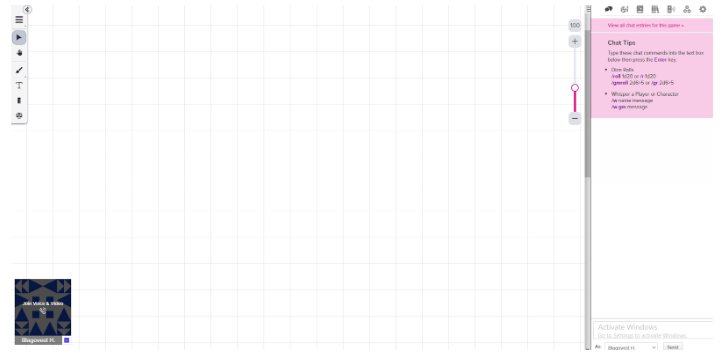 100
View all chat entries for this game »
Chat Tips
Type these chat commands into the text box
below then press the Enter key.
Dice Rolls
/roll 1d20 or /r 1d20
/gmroll 2d6+5 or /gr 2d6+5
Whisper a Player or Character
/w name message
/w gm message
Join Voice & Video
Blagovest H.
Activate Windows
Go to Settings to activate Windows.
As:
Blagovest H.
Send